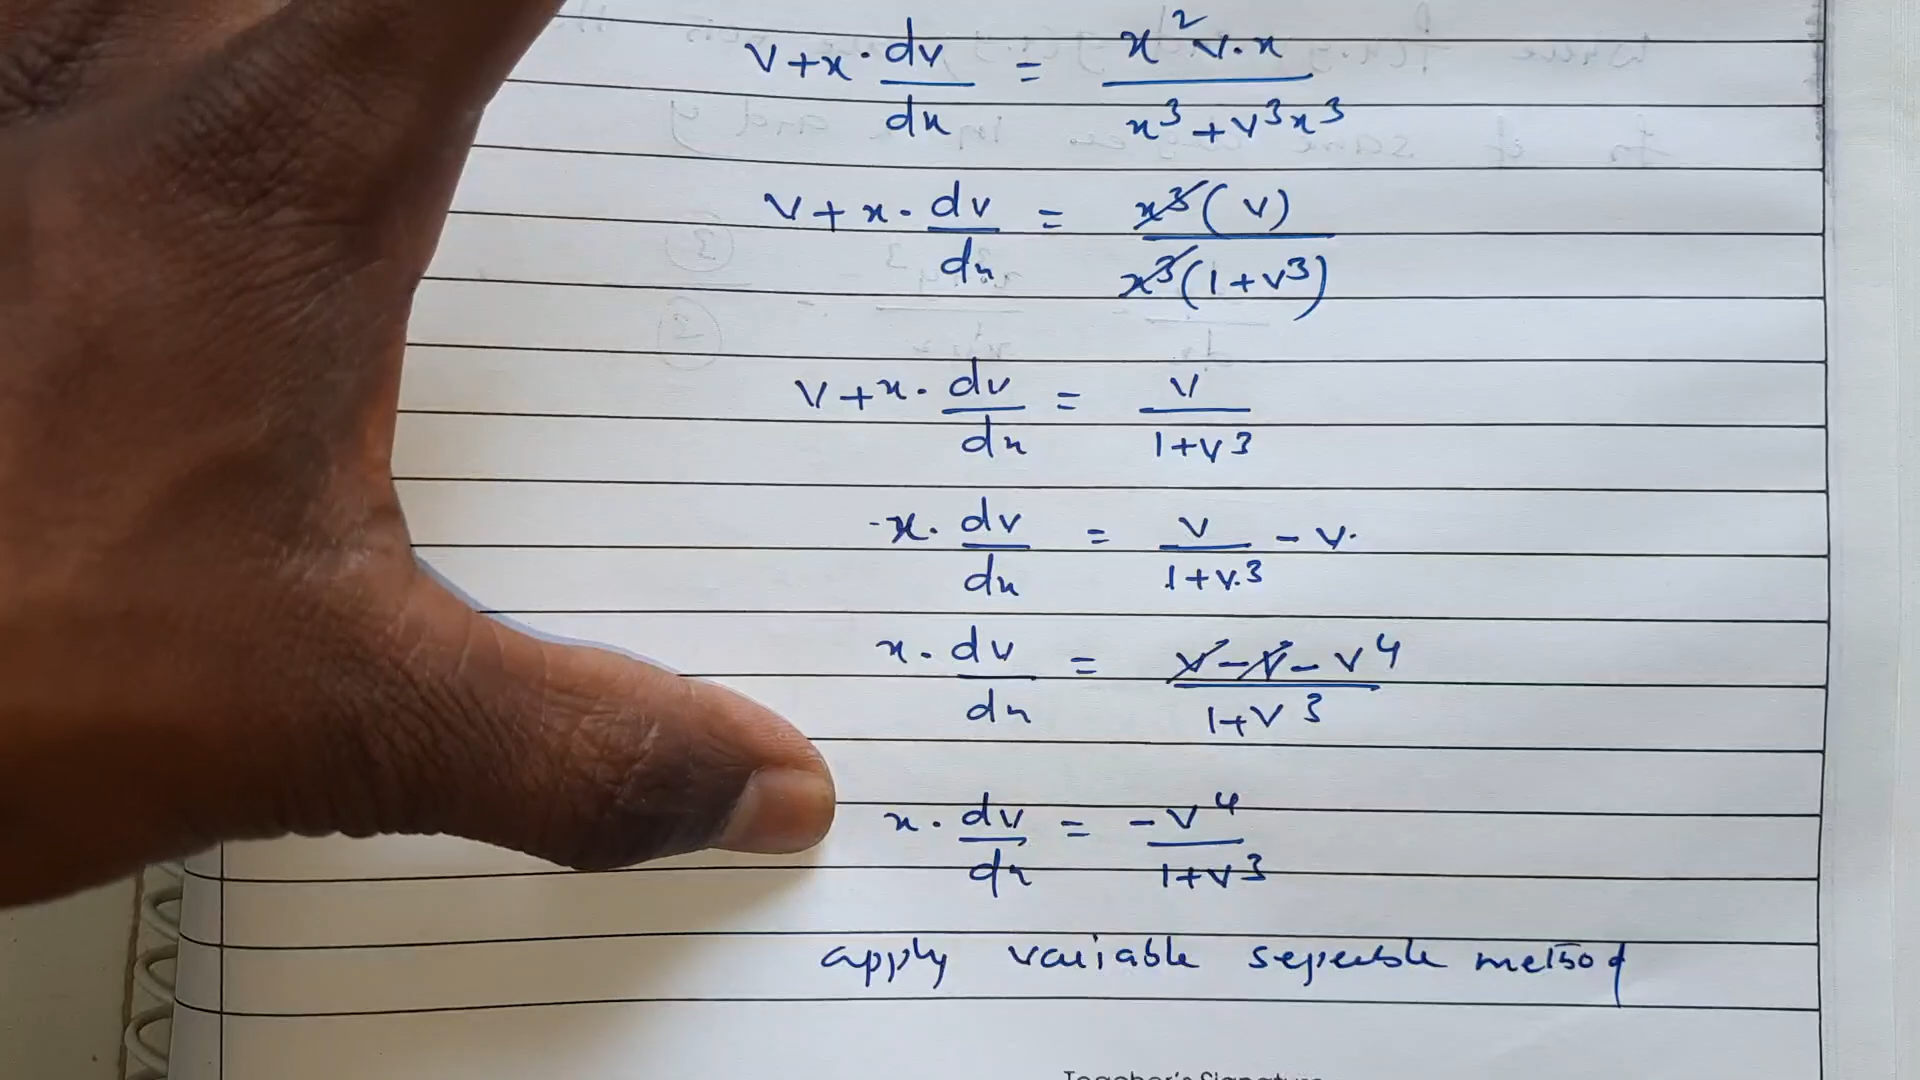 v+x·dv/dx = x²v·x / x³+v³x³
v+x·dv/dx = x³(v) / x³(1+v³)
v+x·dv/dx = v / 1+v³
x·dv/dx = v / 1+v³ - v
x·dv/dx = v-v-v⁴ / 1+v³
x·dv/dx = -v⁴ / 1+v³
apply variable method